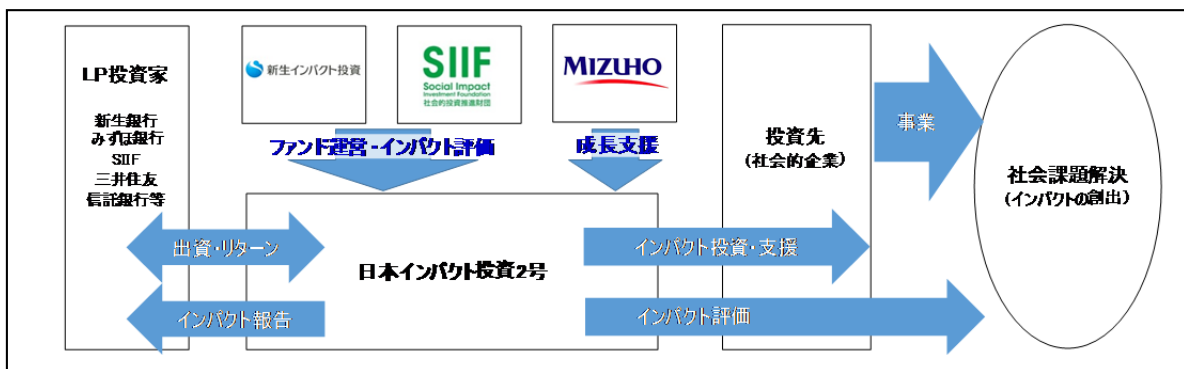 LP投資家
新生銀行
みずほ銀行
SIIF
三井住友
信託銀行等
新生インパクト投資
SIIF
Social Impact
Investment Foundation
社会的投資推進財団
MIZUHO
ファンド運営・インパクト評価
成長支援
投資先
(社会的企業)
事業
社会課題解決
(インパクトの創出)
出資・リターン
インパクト報告
日本インパクト投資2号
インパクト投資・支援
インパクト評価